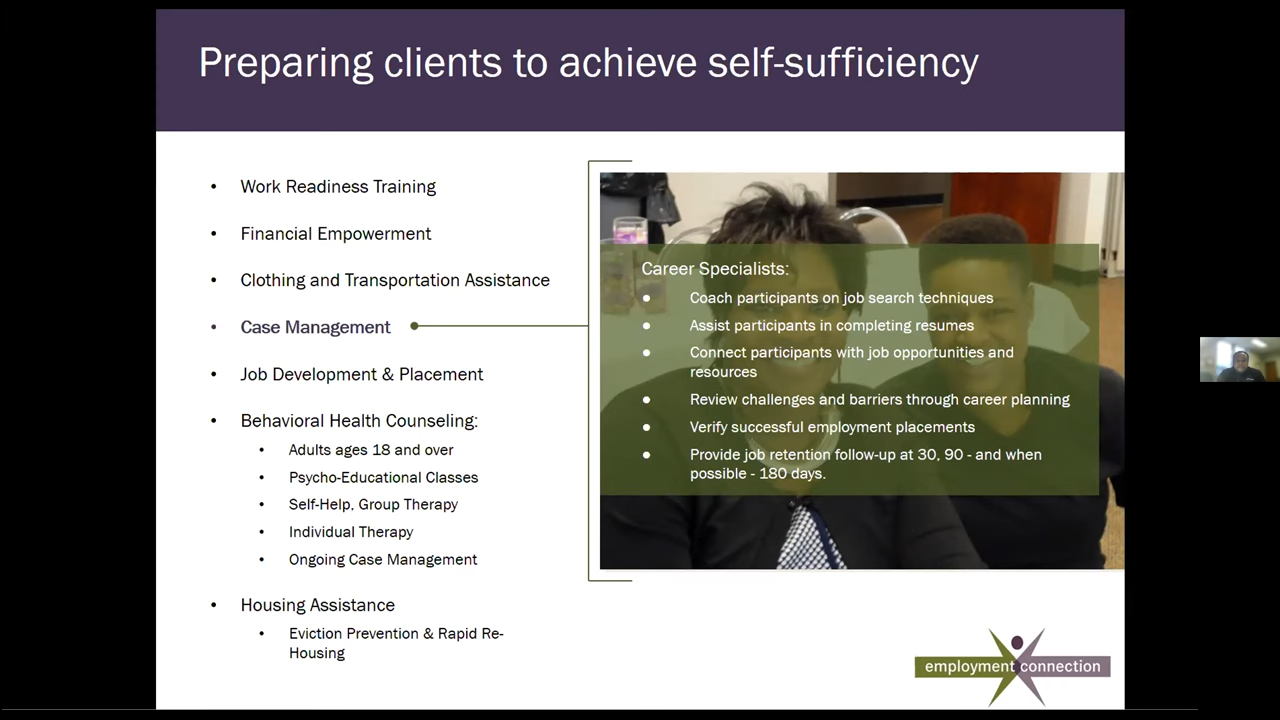 Preparing clients to achieve self-sufficiency
• Work Readiness Training
• Financial Empowerment
• Clothing and Transportation Assistance
• Case Management
• Job Development & Placement
• Behavioral Health Counseling:
• Adults ages 18 and over
• Psycho-Educational Classes
• Self-Help, Group Therapy
• Individual Therapy
• Ongoing Case Management
• Housing Assistance
• Eviction Prevention & Rapid Re-
Housing
Career Specialists:
● Coach participants on job search techniques
● Assist participants in completing resumes
● Connect participants with job opportunities and
resources
● Review challenges and barriers through career planning
● Verify successful employment placements
● Provide job retention follow-up at 30, 90 - and when
possible - 180 days.
employment connection